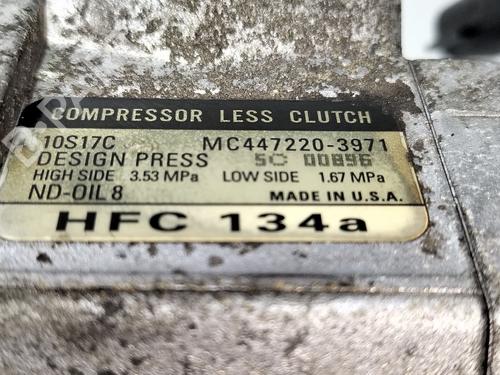 COMPRESSOR LESS CLUTCH
10S17C MC447220-3971
DESIGN PRESS 5C 00896
HIGH SIDE 3.53 MPa LOW SIDE 1.67 MPa
ND-OIL 8 MADE IN U.S.A.
HFC 134a